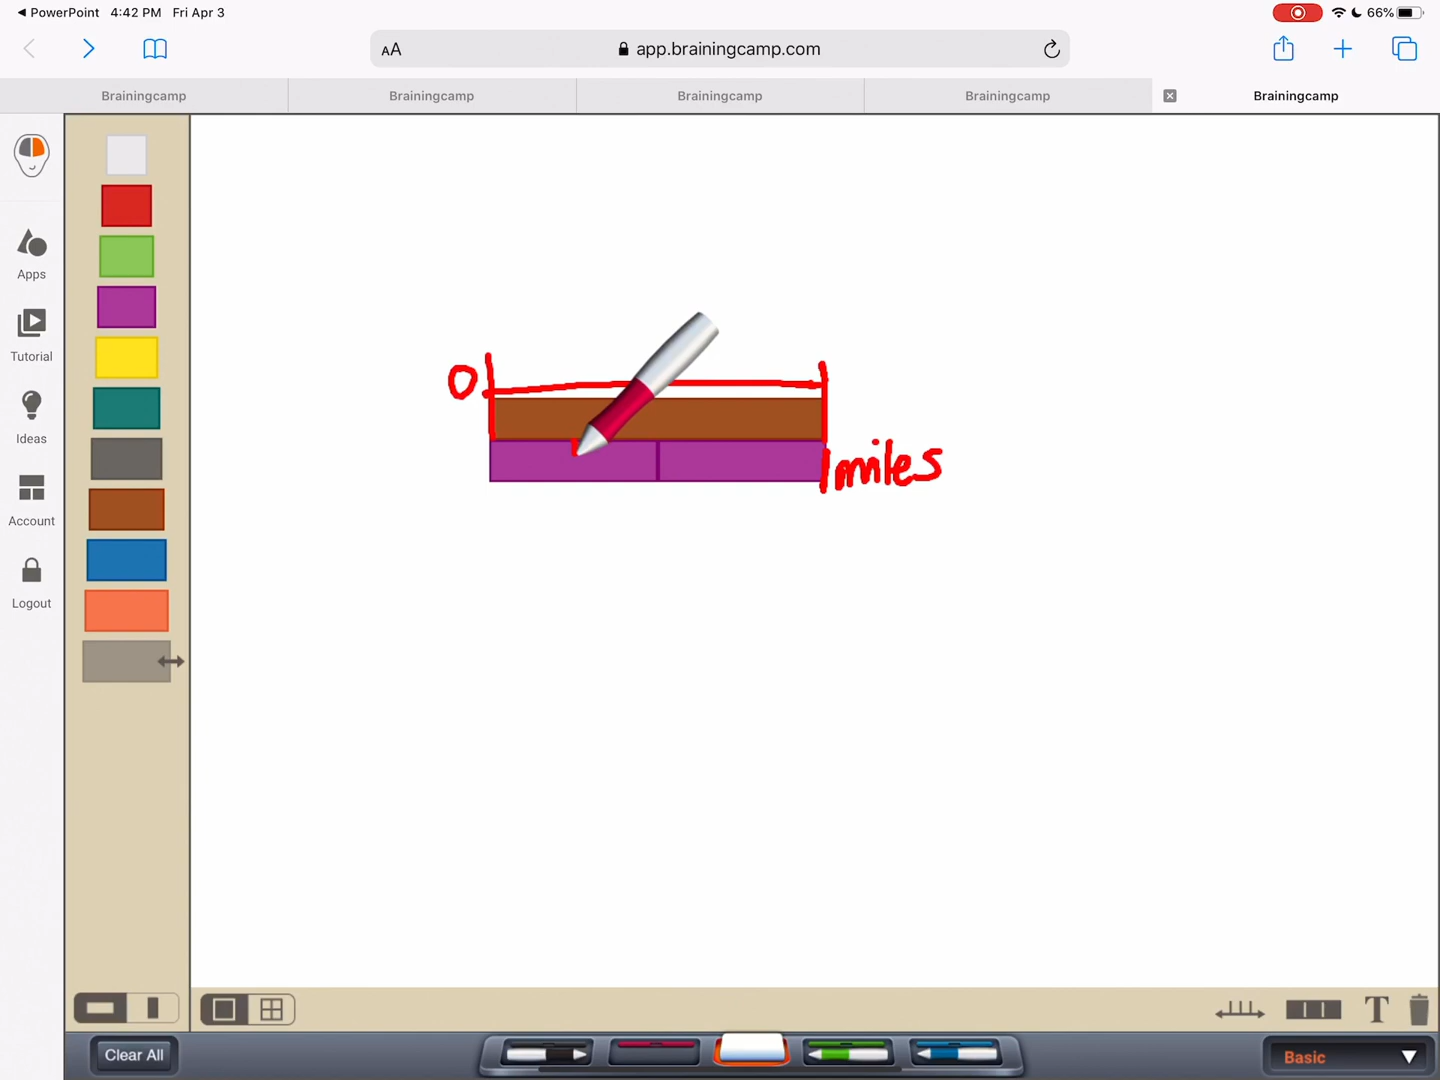 PowerPoint 4:42 PM Fri Apr 3 66%
AA app.brainingcamp.com
Brainingcamp Brainingcamp Brainingcamp Brainingcamp Brainingcamp
Apps
Tutorial
Ideas
Account
Logout
0
1 miles
T
Clear All
Basic